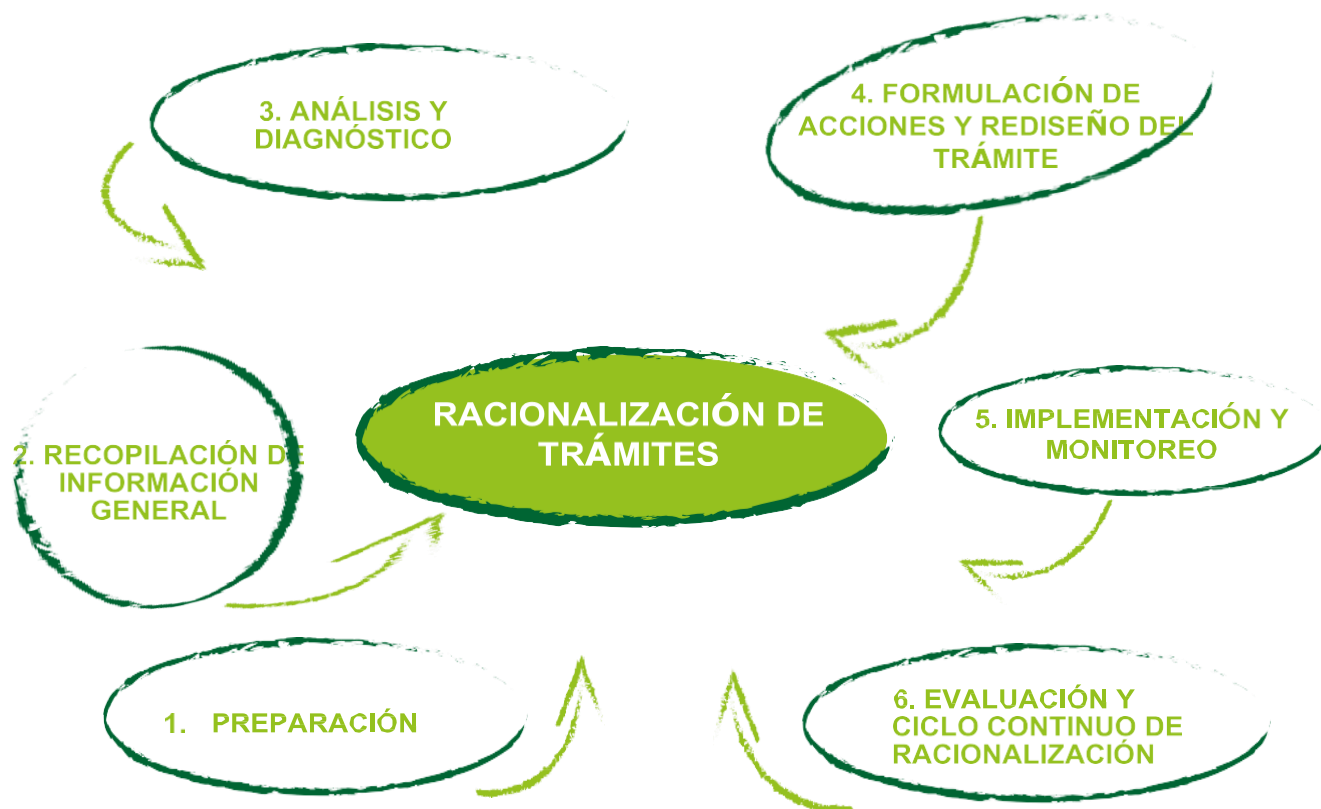 3. ANÁLISIS Y
DIAGNÓSTICO
4. FORMULACIÓN DE
ACCIONES Y REDISEÑO DEL
TRÁMITE
RACIONALIZACIÓN DE
TRÁMITES
2. RECOPILACIÓN DE
INFORMACIÓN
GENERAL
5. IMPLEMENTACIÓN Y
MONITOREO
1. PREPARACIÓN
6. EVALUACIÓN Y
CICLO CONTINUO DE
RACIONALIZACIÓN